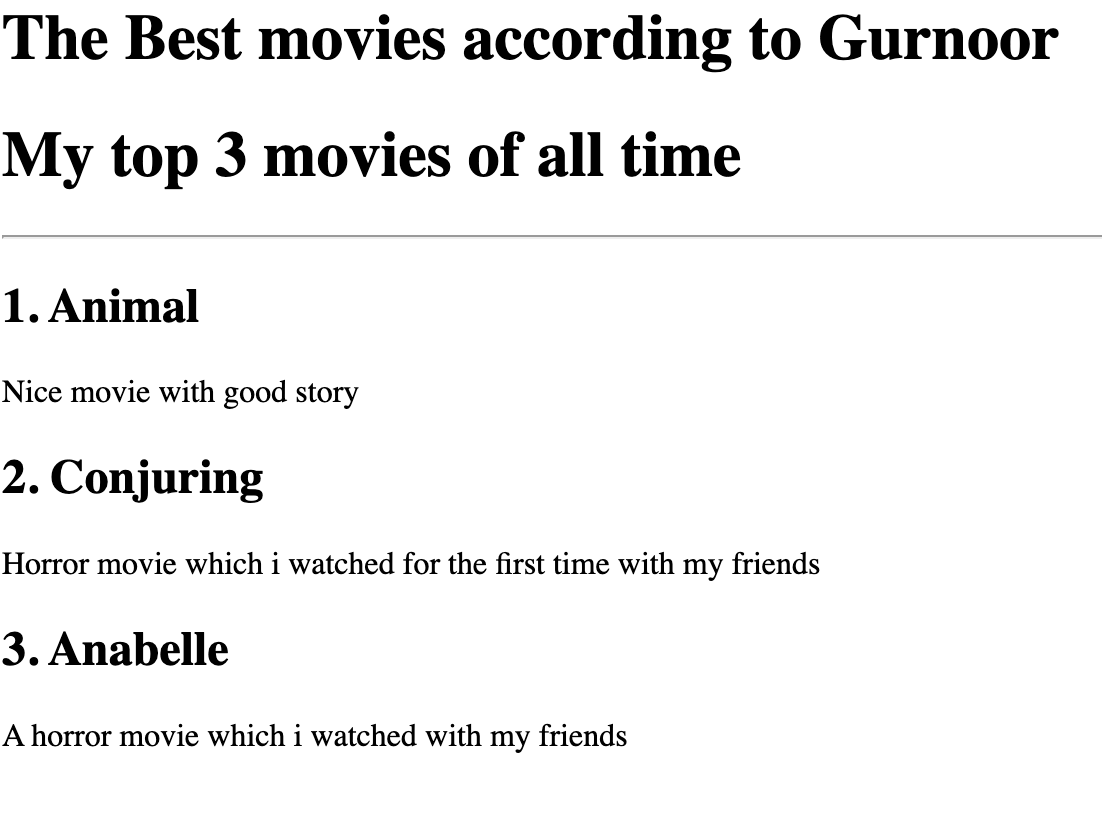 The Best movies according to Gurnoor
My top 3 movies of all time
1. Animal
Nice movie with good story
2. Conjuring
Horror movie which i watched for the first time with my friends
3. Anabelle
A horror movie which i watched with my friends